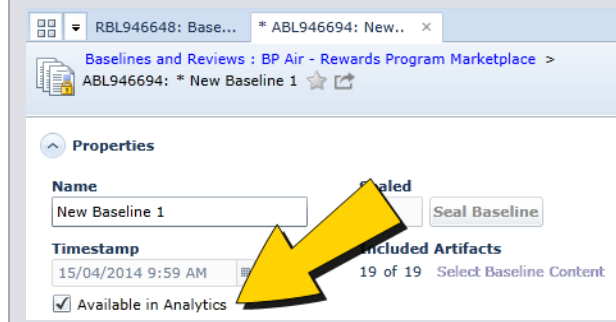 RBL946648: Base... * ABL946694: New.. ×
Baselines and Reviews : BP Air - Rewards Program Marketplace >
ABL946694: * New Baseline 1
Properties
Name
New Baseline 1 Seal Baseline
Timestamp Included Artifacts
15/04/2014 9:59 AM 19 of 19 Select Baseline Content
Available in Analytics